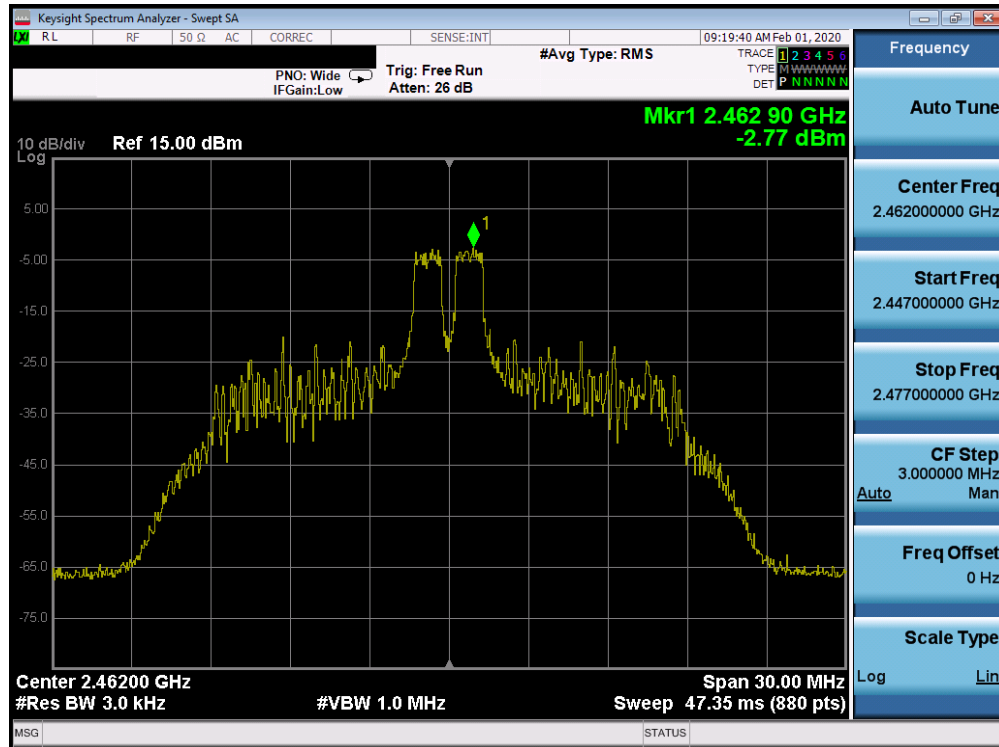 Keysight Spectrum Analyzer - Swept SA
LXI RL RF 50 Ω AC CORREC SENSE:INT 09:19:40 AM Feb 01, 2020
PNO: Wide
IFGain:Low
Trig: Free Run
Atten: 26 dB
#Avg Type: RMS
TRACE 1 2 3 4 5 6
TYPE M WWWWW
DET P N N N N N
Mkr1 2.462 90 GHz
-2.77 dBm
10 dB/div
Log
Ref 15.00 dBm
1
5.00
-5.00
-15.0
-25.0
-35.0
-45.0
-55.0
-65.0
-75.0
Center 2.46200 GHz
Span 30.00 MHz
#Res BW 3.0 kHz
#VBW 1.0 MHz
Sweep 47.35 ms (880 pts)
MSG
STATUS
Frequency
Auto Tune
Center Freq
2.462000000 GHz
Start Freq
2.447000000 GHz
Stop Freq
2.477000000 GHz
CF Step
3.000000 MHz
Auto Man
Freq Offset
0 Hz
Scale Type
Log Lin